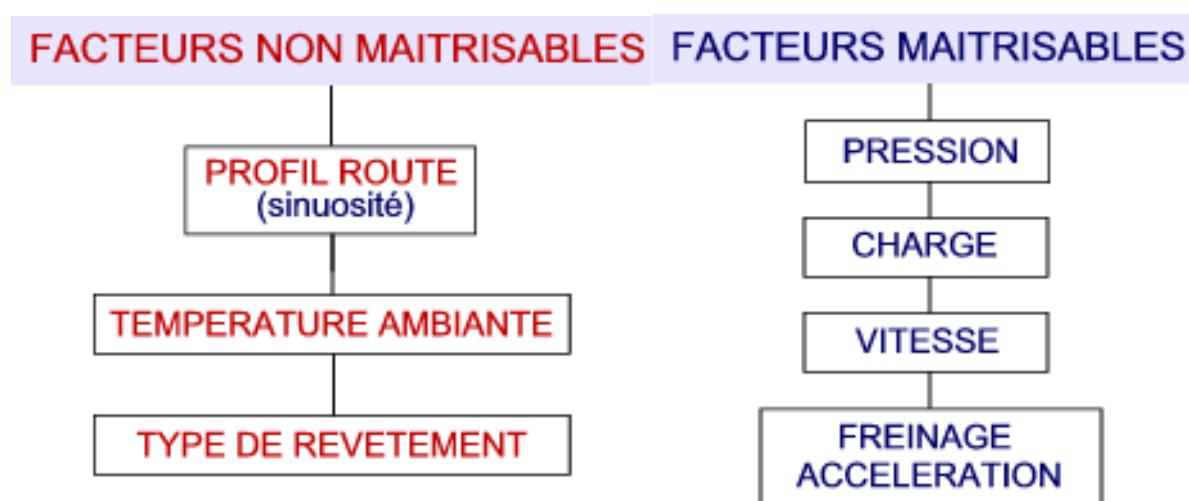 FACTEURS NON MAITRISABLES
PROFIL ROUTE
(sinuosité)
TEMPERATURE AMBIANTE
TYPE DE REVETEMENT
FACTEURS MAITRISABLES
PRESSION
CHARGE
VITESSE
FREINAGE
ACCELERATION